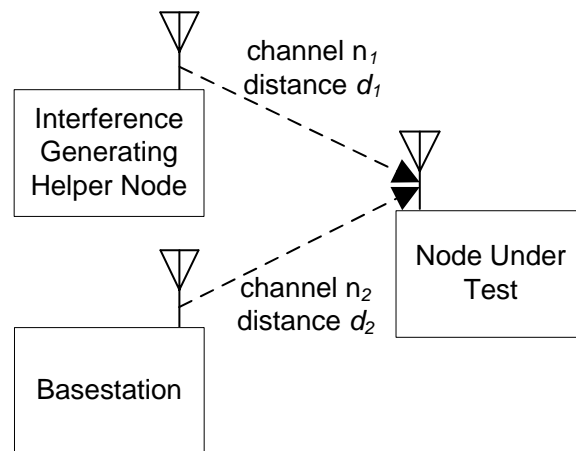 channel n1
distance d1
Interference
Generating
Helper Node
Node Under
Test
channel n2
distance d2
Basestation